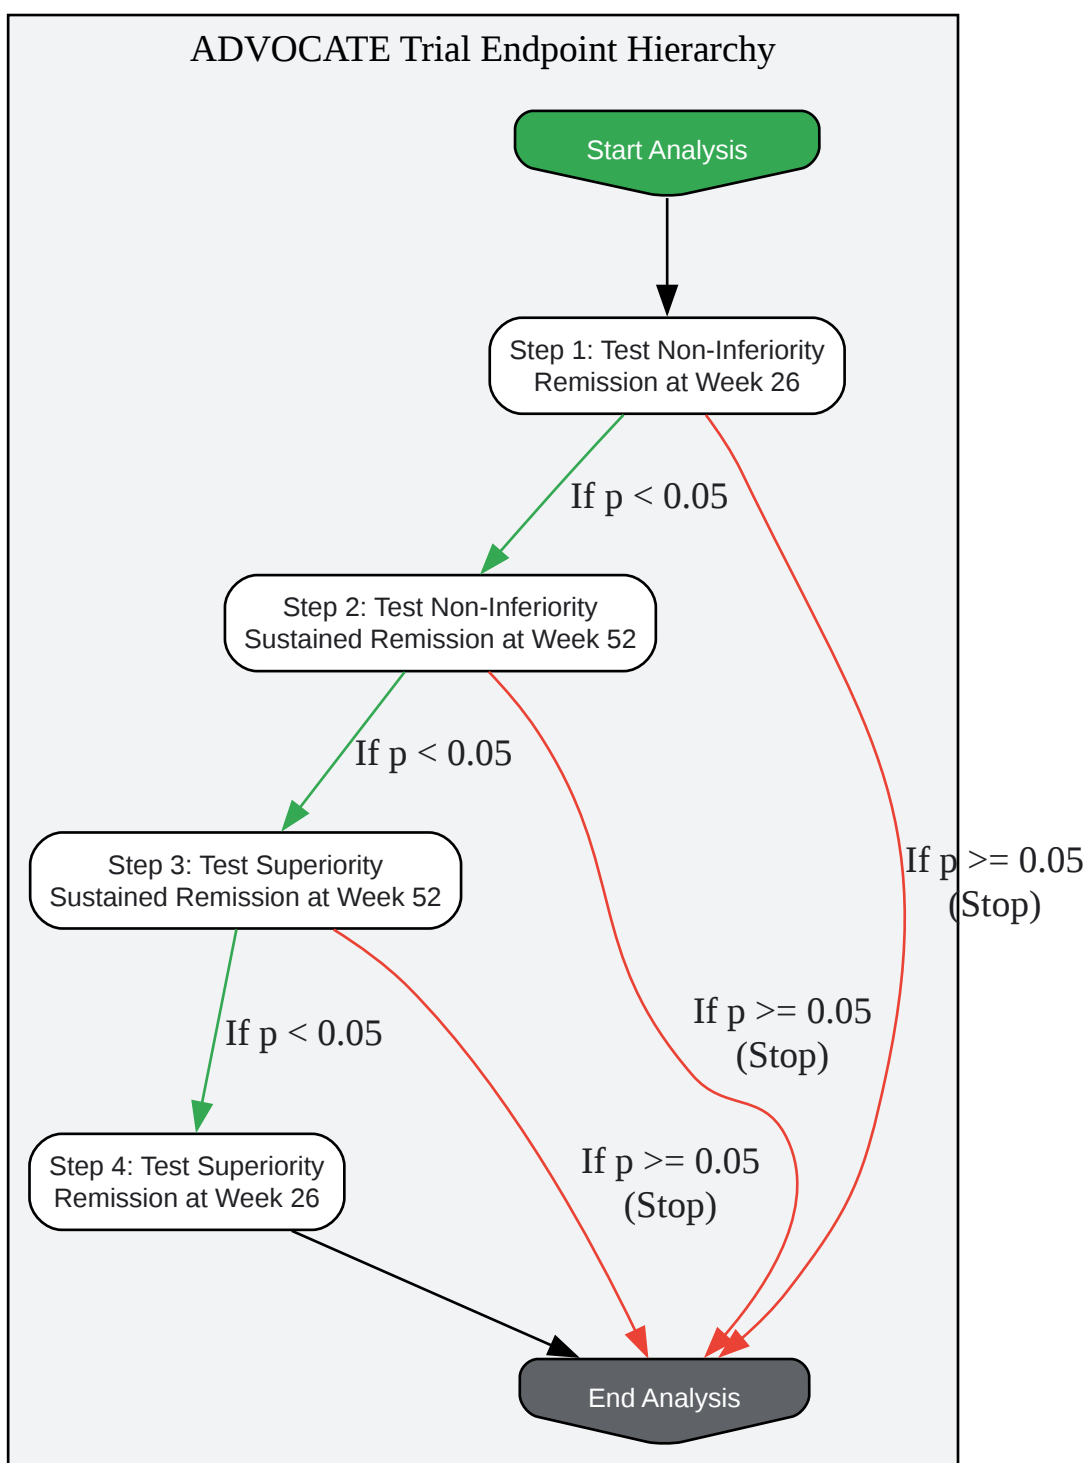 ADVOCATE Trial Endpoint Hierarchy
Start Analysis
Step 1: Test Non-Inferiority
Remission at Week 26
If p < 0.05
Step 2: Test Non-Inferiority
Sustained Remission at Week 52
If p < 0.05
Step 3: Test Superiority
Sustained Remission at Week 52
If p >= 0.05
(Stop)
If p >= 0.05
(Stop)
If p < 0.05
Step 4: Test Superiority
Remission at Week 26
If p >= 0.05
(Stop)
End Analysis